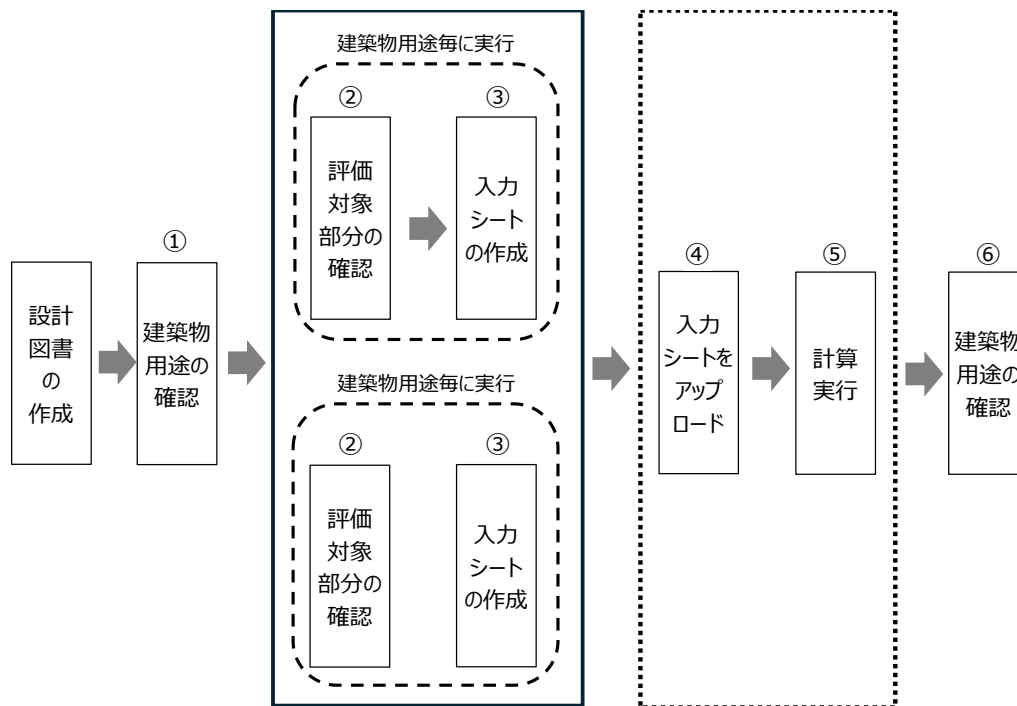 設計
図書
の
作成
①
建築物
用途の
確認
建築物用途毎に実行
②
評価
対象
部分の
確認
③
入力
シート
の作成
建築物用途毎に実行
②
評価
対象
部分の
確認
③
入力
シート
の作成
④
入力
シートを
アップ
ロード
⑤
計算
実行
⑥
建築物
用途の
確認